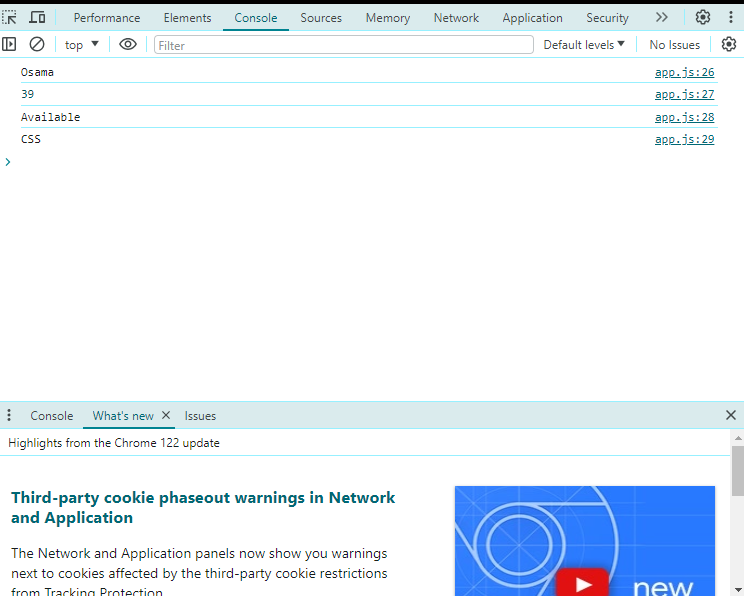 Performance Elements Console Sources Memory Network Application Security
top Filter Default levels No Issues
Osama app.js:26
39 app.js:27
Available app.js:28
CSS app.js:29
Console What's new Issues
Highlights from the Chrome 122 update
Third-party cookie phaseout warnings in Network
and Application
The Network and Application panels now show you warnings
next to cookies affected by the third-party cookie restrictions
from Tracking Protection.
new